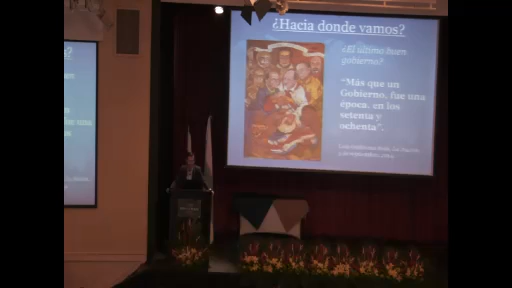 ¿Hacia donde vamos?
¿El último buen
gobierno?
"Más que un
Gobierno, fue una
época, en los
setenta y
ochenta".